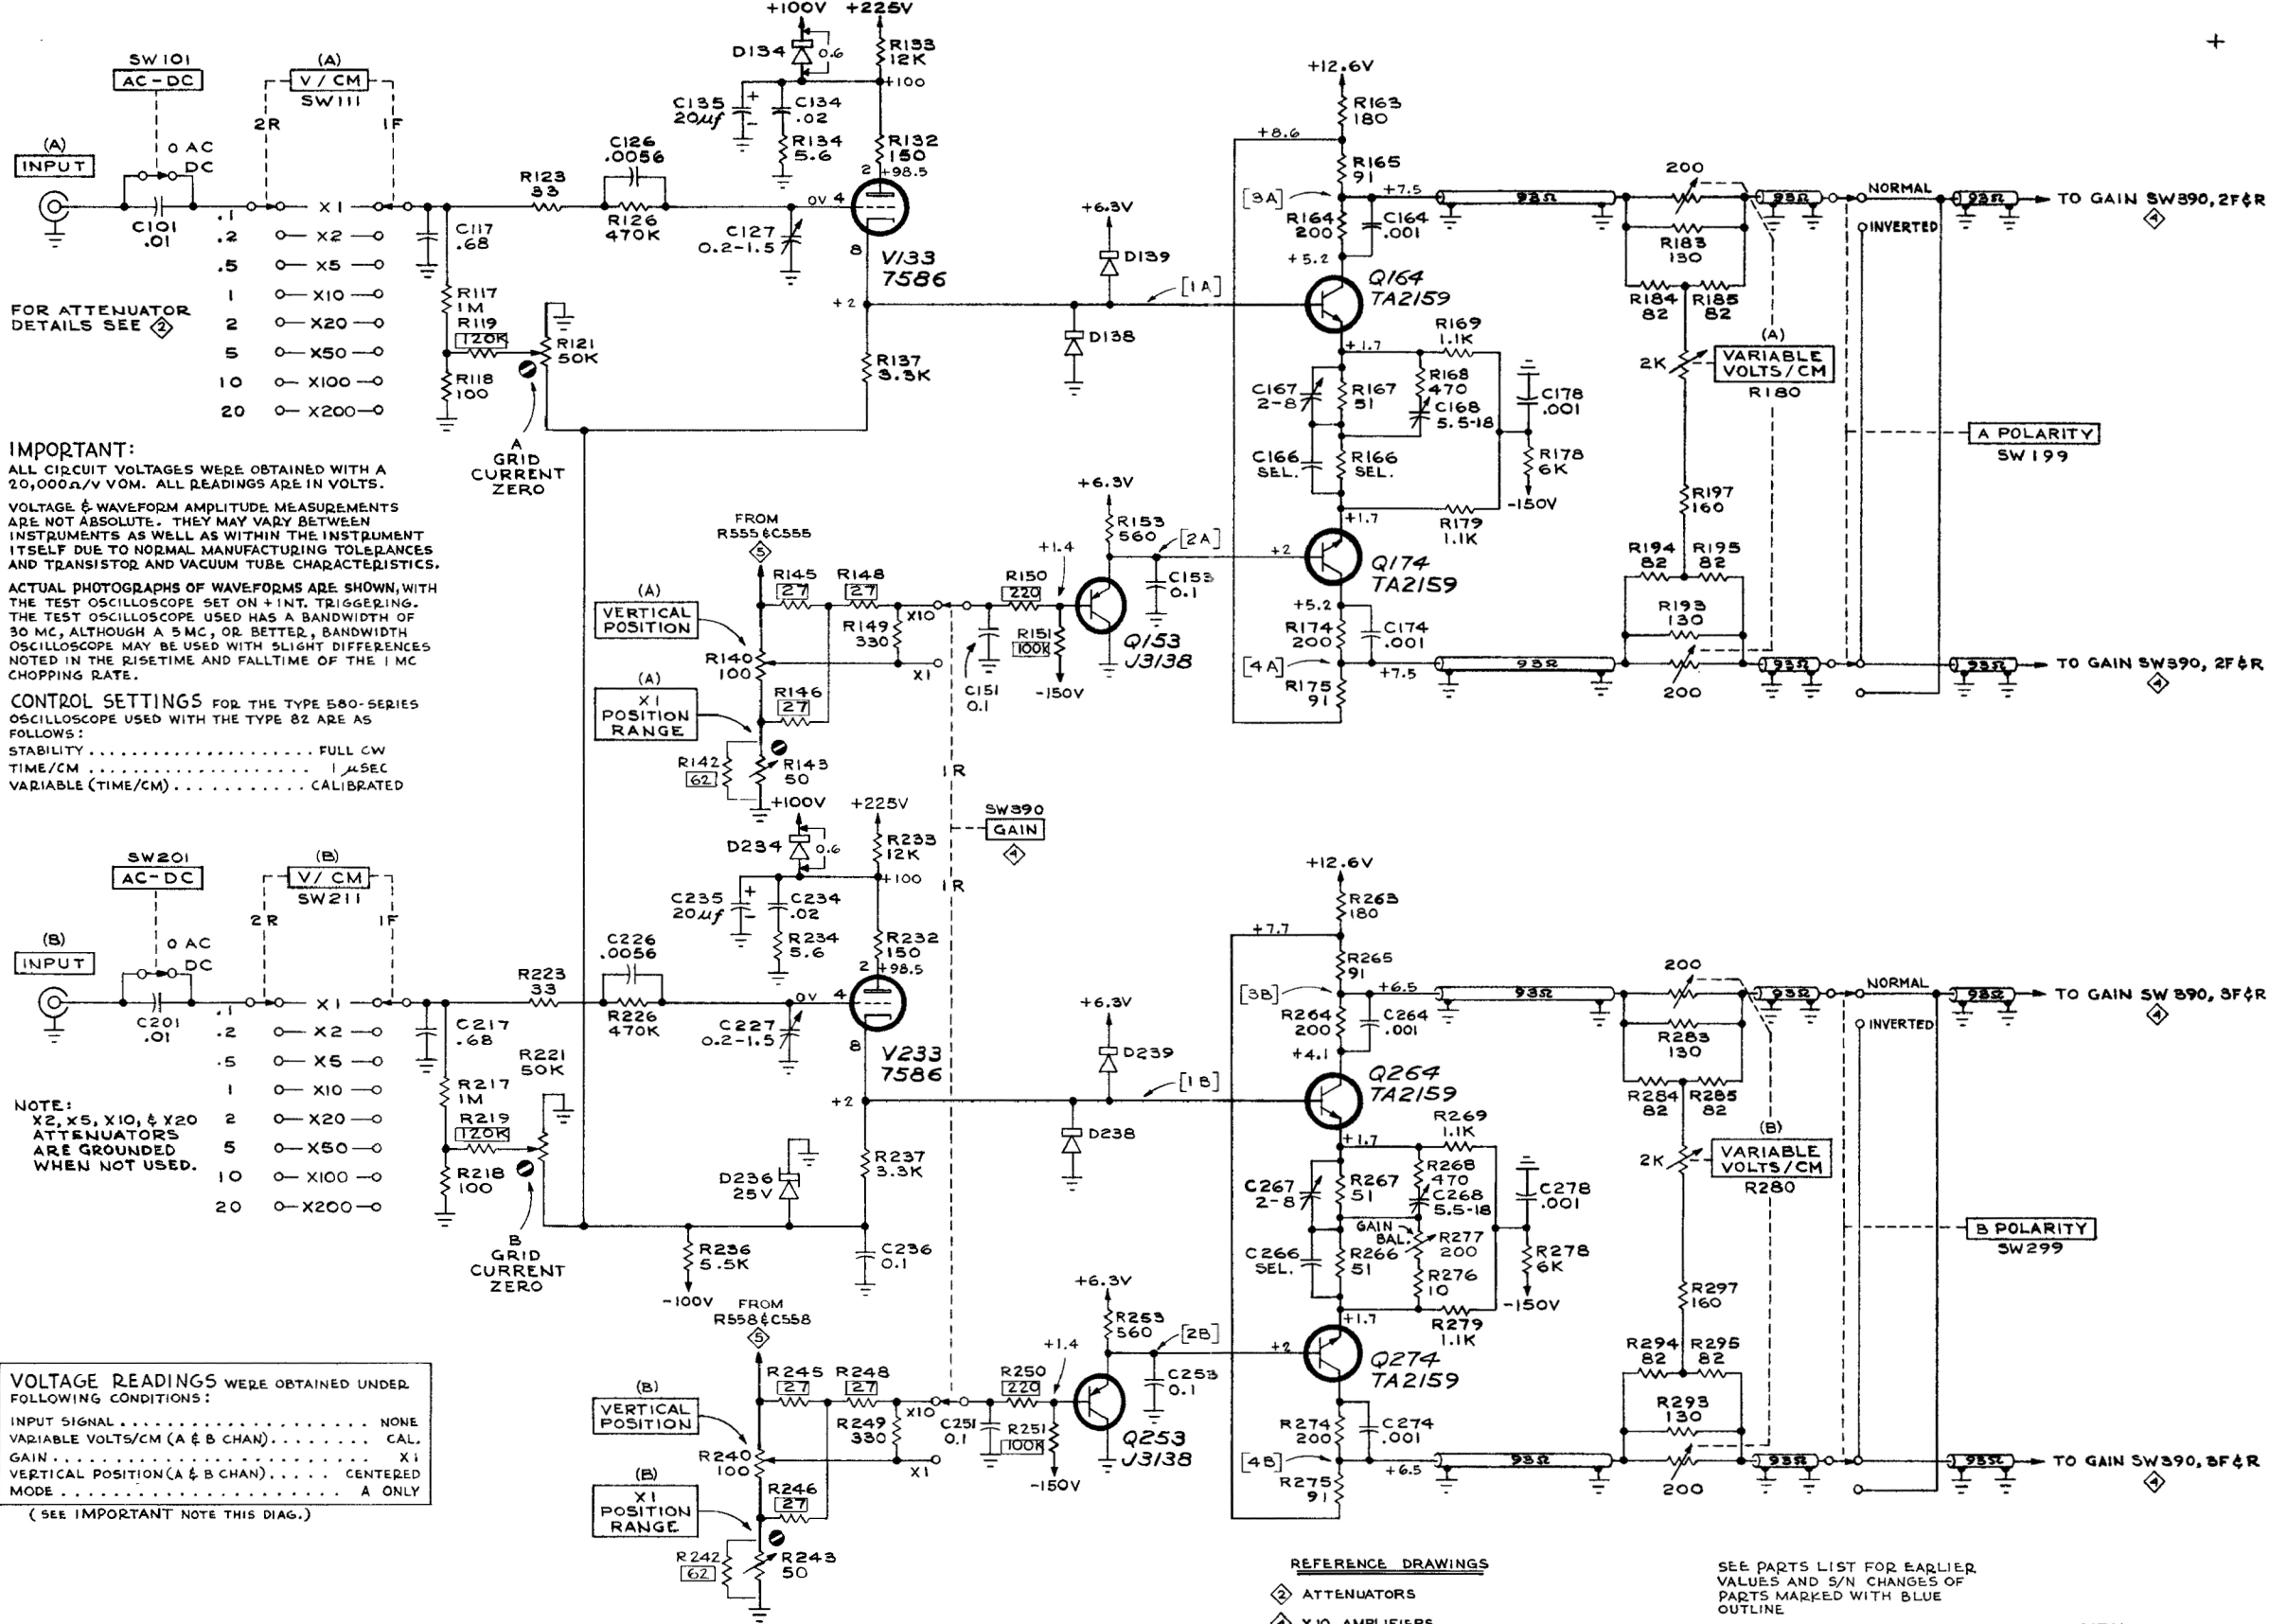 +100V +225V
D134
0.6
R133
12K
+100
C135
20µf
+
-
C134
.02
R134
5.6
R132
150
2
+98.5
SW101
AC-DC
(A)
V/CM
SW111
2R
1F
(A)
INPUT
AC
DC
C101
.01
.1 X1
.2 X2
.5 X5
1 X10
2 X20
5 X50
10 X100
20 X200
FOR ATTENUATOR
DETAILS SEE 2
C117
.68
R117
1M
R119
120K
R118
100
R121
50K
A
GRID
CURRENT
ZERO
R123
33
C126
.0056
R126
470K
C127
0.2-1.5
0V 4
8
V133
7586
+2
R137
3.3K
+6.3V
D139
D138
[1A]
+12.6V
R163
180
+8.6
R165
91
[3A]
+7.5
R164
200
C164
.001
+5.2
Q164
TA2159
+1.7
R169
1.1K
C167
2-8
R167
51
R168
470
C168
5.5-18
C178
.001
C166
SEL.
R166
SEL.
R178
6K
-150V
+1.7
R179
1.1K
+2
Q174
TA2159
+5.2
R174
200
C174
.001
[4A]
+7.5
R175
91
93Ω
200
R183
130
R184
82
R185
82
(A)
VARIABLE
VOLTS/CM
R180
2K
R197
160
R194
82
R195
82
R193
130
93Ω
200
93Ω
NORMAL
INVERTED
93Ω
TO GAIN SW390, 2F&R
4
A POLARITY
SW199
93Ω
93Ω
TO GAIN SW390, 2F&R
4
IMPORTANT:
ALL CIRCUIT VOLTAGES WERE OBTAINED WITH A
20,000Ω/V VOM. ALL READINGS ARE IN VOLTS.
VOLTAGE & WAVEFORM AMPLITUDE MEASUREMENTS
ARE NOT ABSOLUTE. THEY MAY VARY BETWEEN
INSTRUMENTS AS WELL AS WITHIN THE INSTRUMENT
ITSELF DUE TO NORMAL MANUFACTURING TOLERANCES
AND TRANSISTOR AND VACUUM TUBE CHARACTERISTICS.
ACTUAL PHOTOGRAPHS OF WAVEFORMS ARE SHOWN, WITH
THE TEST OSCILLOSCOPE SET ON + INT. TRIGGERING.
THE TEST OSCILLOSCOPE USED HAS A BANDWIDTH OF
30 MC, ALTHOUGH A 5 MC, OR BETTER, BANDWIDTH
OSCILLOSCOPE MAY BE USED WITH SLIGHT DIFFERENCES
NOTED IN THE RISETIME AND FALLTIME OF THE 1 MC
CHOPPING RATE.
CONTROL SETTINGS FOR THE TYPE 580-SERIES
OSCILLOSCOPE USED WITH THE TYPE 82 ARE AS
FOLLOWS:
STABILITY . . . . . . . . . . . . . . . . . . . FULL CW
TIME/CM . . . . . . . . . . . . . . . . . . . 1 µSEC
VARIABLE (TIME/CM) . . . . . . . . . . . CALIBRATED
FROM
R555 & C555
5
(A)
VERTICAL
POSITION
R145
27
R148
27
R149
330
X10
X1
R140
100
(A)
X1
POSITION
RANGE
R146
27
R142
62
R143
50
C151
0.1
R150
220
R151
100K
-150V
+1.4
+6.3V
R153
560
[2A]
C153
0.1
Q153
J3138
1R
SW390
GAIN
4
1R
+100V +225V
D234
0.6
R233
12K
+100
C235
20µf
+
-
C234
.02
R234
5.6
R232
150
2
+98.5
SW201
AC-DC
(B)
V/CM
SW211
2R
1F
(B)
INPUT
AC
DC
C201
.01
.1 X1
.2 X2
.5 X5
1 X10
2 X20
5 X50
10 X100
20 X200
NOTE:
X2, X5, X10, & X20
ATTENUATORS
ARE GROUNDED
WHEN NOT USED.
C217
.68
R217
1M
R219
120K
R218
100
R221
50K
B
GRID
CURRENT
ZERO
R223
33
C226
.0056
R226
470K
C227
0.2-1.5
0V 4
8
V233
7586
+2
R237
3.3K
D236
25V
R236
5.5K
-100V
C236
0.1
+6.3V
D239
D238
[1B]
+12.6V
R263
180
+7.7
R265
91
[3B]
+6.5
R264
200
C264
.001
+4.1
Q264
TA2159
+1.7
R269
1.1K
C267
2-8
R267
51
R268
470
C268
5.5-18
GAIN
BAL.
R277
200
C266
SEL.
R266
51
R276
10
C278
.001
R278
6K
-150V
+1.7
R279
1.1K
+2
Q274
TA2159
R274
200
C274
.001
[4B]
+6.5
R275
91
93Ω
200
R283
130
R284
82
R285
82
(B)
VARIABLE
VOLTS/CM
R280
2K
R297
160
R294
82
R295
82
R293
130
93Ω
200
93Ω
NORMAL
INVERTED
93Ω
TO GAIN SW 390, 3F&R
4
B POLARITY
SW299
93Ω
93Ω
TO GAIN SW390, 3F&R
4
FROM
R558 & C558
5
(B)
VERTICAL
POSITION
R245
27
R248
27
R249
330
X10
X1
R240
100
(B)
X1
POSITION
RANGE
R246
27
R242
62
R243
50
C251
0.1
R250
220
R251
100K
-150V
+1.4
+6.3V
R253
560
[2B]
C253
0.1
Q253
J3138
VOLTAGE READINGS WERE OBTAINED UNDER
FOLLOWING CONDITIONS:
INPUT SIGNAL . . . . . . . . . . . . . . . . . NONE
VARIABLE VOLTS/CM (A & B CHAN) . . . . . . . . CAL.
GAIN . . . . . . . . . . . . . . . . . . . . . X1
VERTICAL POSITION (A & B CHAN) . . . . . CENTERED
MODE . . . . . . . . . . . . . . . . . . . . A ONLY
(SEE IMPORTANT NOTE THIS DIAG.)
REFERENCE DRAWINGS
2 ATTENUATORS
4 X10 AMPLIFIERS
SEE PARTS LIST FOR EARLIER
VALUES AND S/N CHANGES OF
PARTS MARKED WITH BLUE
OUTLINE